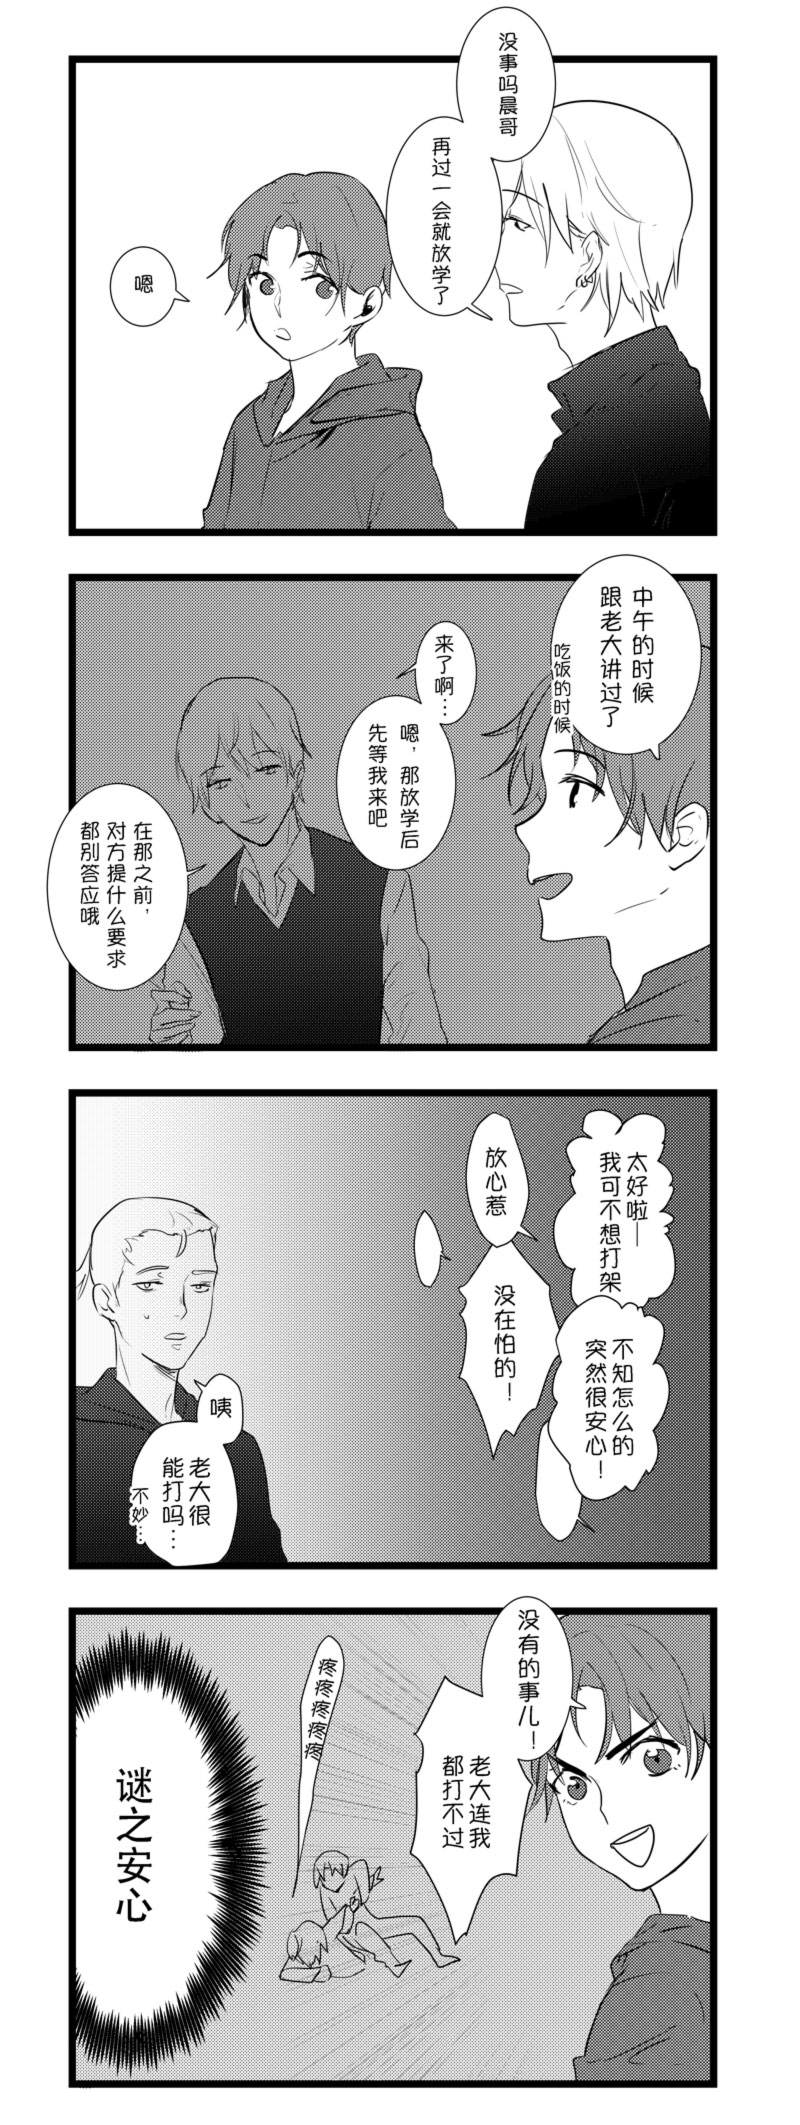 没事吗晨哥
再过一会就放学了
嗯
中午的时候
跟老大讲过了
吃饭的时候
来了啊…
嗯，那放学后
先等我来吧
在那之前，
对方提什么要求
都别答应哦
太好啦—
我可不想打架
不知怎么的
突然很安心！
放心惹
没在怕的！
咦
老大很
能打吗…
不妙…
没有的事儿！
老大连我
都打不过
疼疼疼疼疼
谜之安心